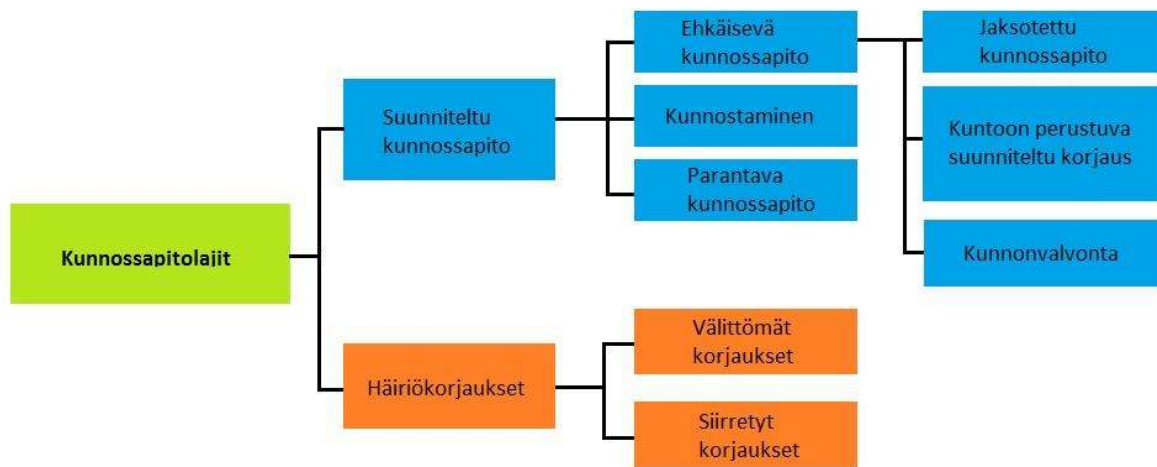 Kunnossapitolajit
Suunniteltu
kunnossapito
Ehkäisevä
kunnossapito
Jaksotettu
kunnossapito
Kuntoon perustuva
suunniteltu korjaus
Kunnonvalvonta
Kunnostaminen
Parantava
kunnossapito
Häiriökorjaukset
Välittömät
korjaukset
Siirretyt
korjaukset